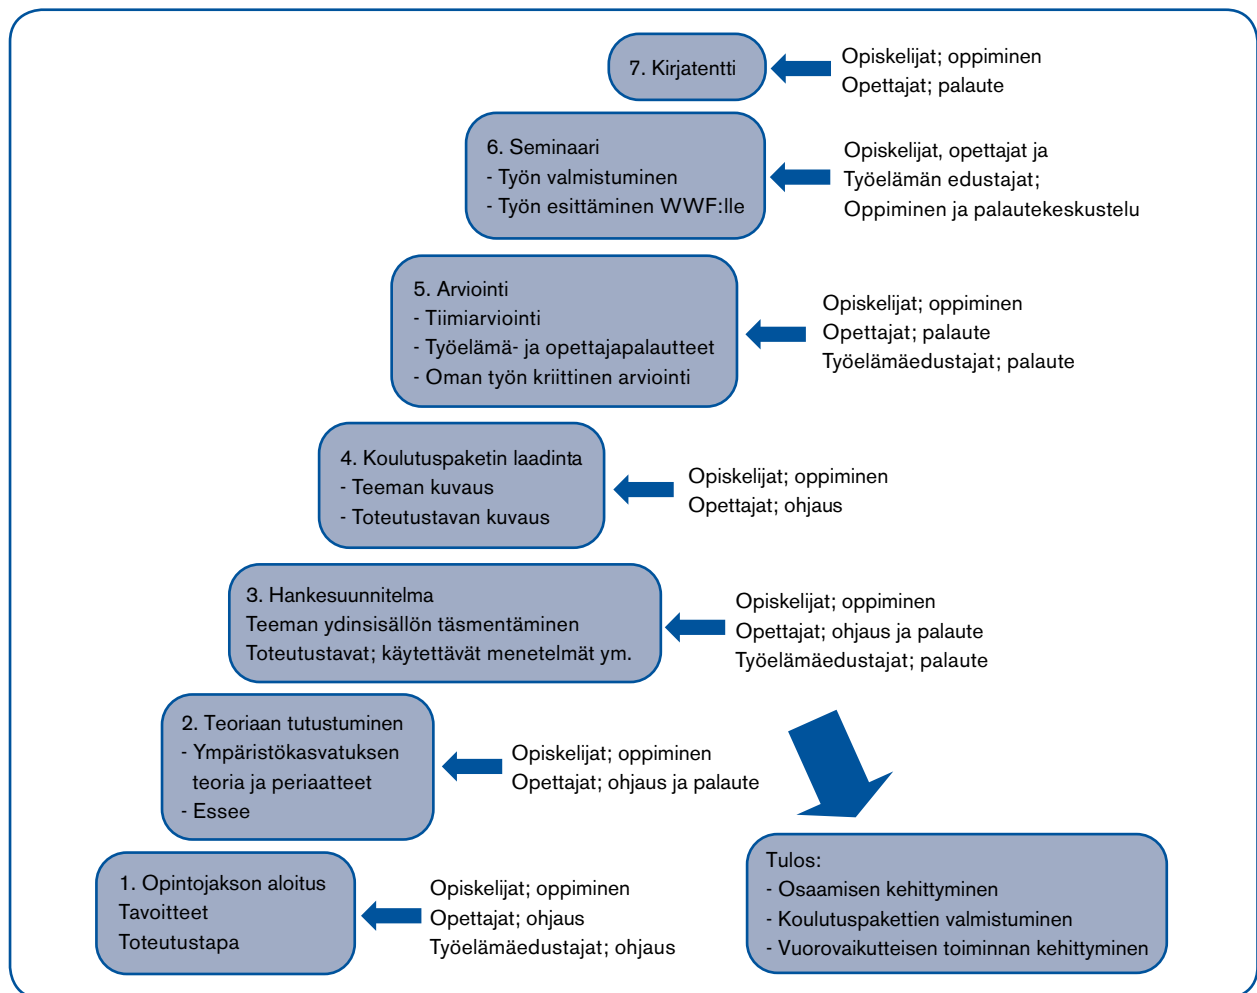 7. Kirjatentti
Opiskelijat; oppiminen
Opettajat; palaute
6. Seminaari
- Työn valmistuminen
- Työn esittäminen WWF:lle
Opiskelijat, opettajat ja
Työelämän edustajat;
Oppiminen ja palautekeskustelu
5. Arviointi
- Tiimiarviointi
- Työelämä- ja opettajapalautteet
- Oman työn kriittinen arviointi
Opiskelijat; oppiminen
Opettajat; palaute
Työelämäedustajat; palaute
4. Koulutuspaketin laadinta
- Teeman kuvaus
- Toteutustavan kuvaus
Opiskelijat; oppiminen
Opettajat; ohjaus
3. Hankesuunnitelma
Teeman ydinsisällön täsmentäminen
Toteutustavat; käytettävät menetelmät ym.
Opiskelijat; oppiminen
Opettajat; ohjaus ja palaute
Työelämäedustajat; palaute
2. Teoriaan tutustuminen
- Ympäristökasvatuksen
teoria ja periaatteet
- Essee
Opiskelijat; oppiminen
Opettajat; ohjaus ja palaute
1. Opintojakson aloitus
Tavoitteet
Toteutustapa
Opiskelijat; oppiminen
Opettajat; ohjaus
Työelämäedustajat; ohjaus
Tulos:
- Osaamisen kehittyminen
- Koulutuspakettien valmistuminen
- Vuorovaikutteisen toiminnan kehittyminen